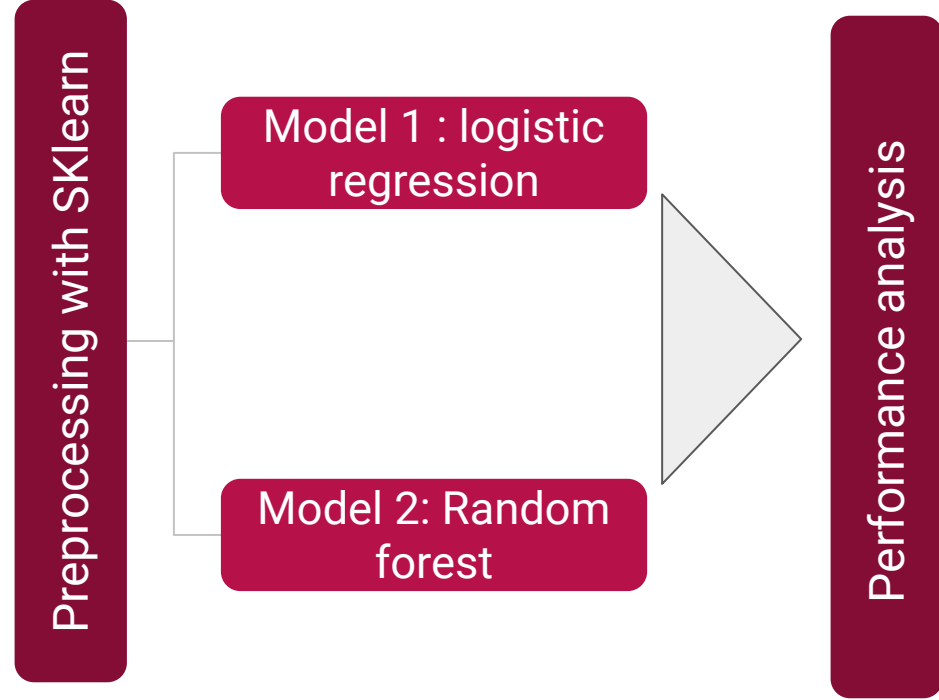 Preprocessing with SKlearn
Model 1 : logistic
regression
Model 2: Random
forest
Performance analysis